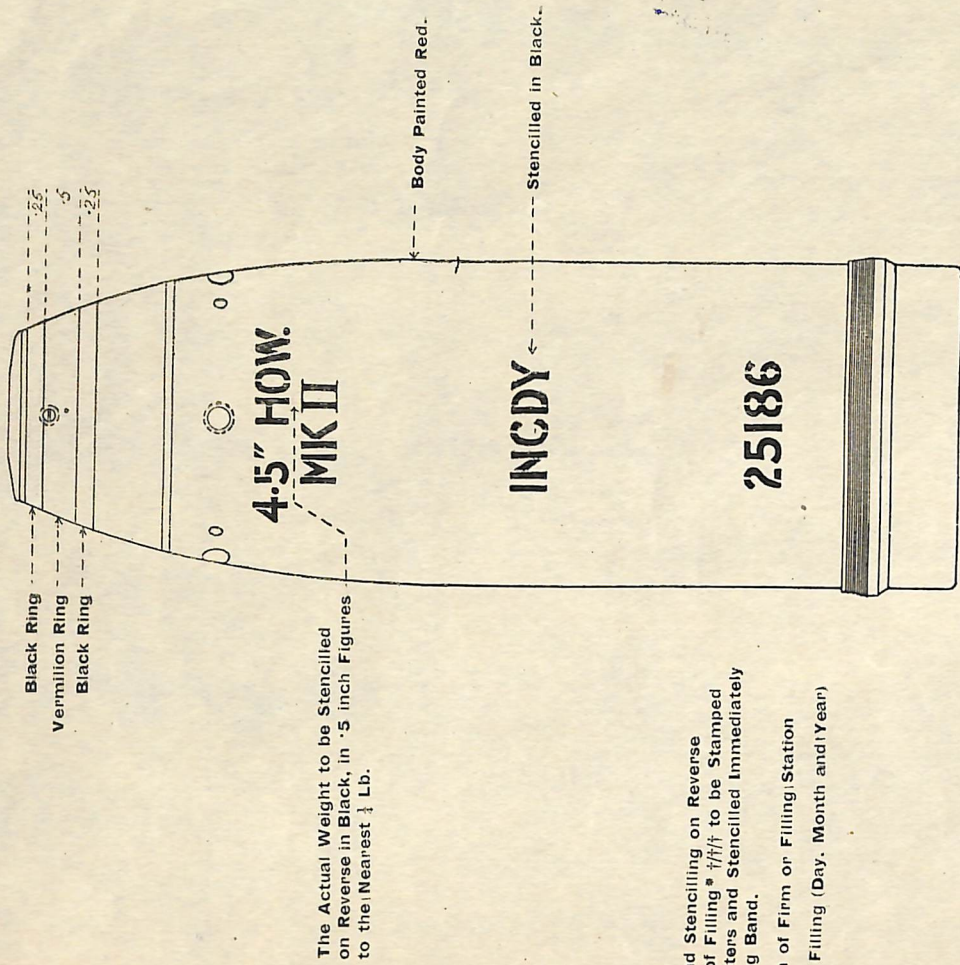 Black Ring
Vermilion Ring
Black Ring
·25
·5
·25
Body Painted Red.
Stencilled in Black.
4.5" HOW.
MK II
INCDY
25186
The Actual Weight to be Stencilled
on Reverse in Black, in ·5 inch Figures
to the Nearest Lb.
Stencilling on Reverse
of Filling * †/†/† to be Stamped
and Stencilled Immediately
Band.
of Firm or Filling Station
Filling (Day. Month and Year)